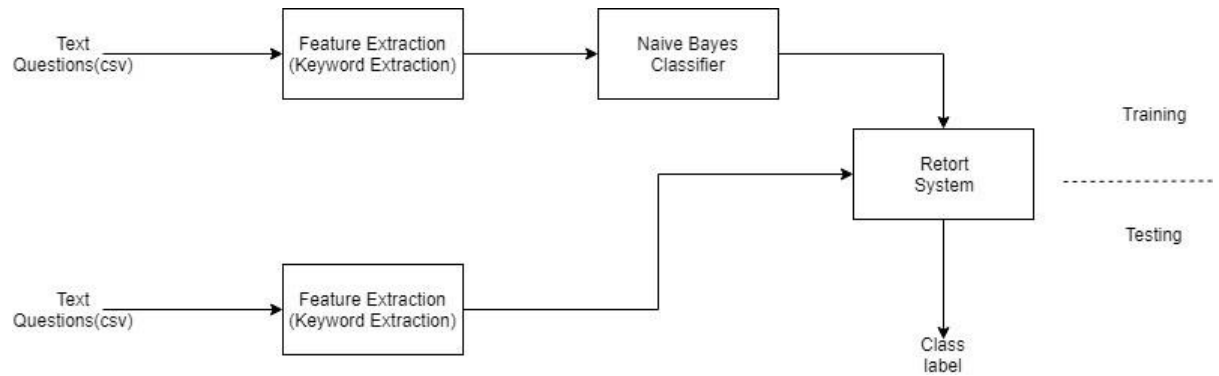 Text
Questions(csv)
Feature Extraction
(Keyword Extraction)
Naive Bayes
Classifier
Training
Retort
System
Testing
Text
Questions(csv)
Feature Extraction
(Keyword Extraction)
Class
label